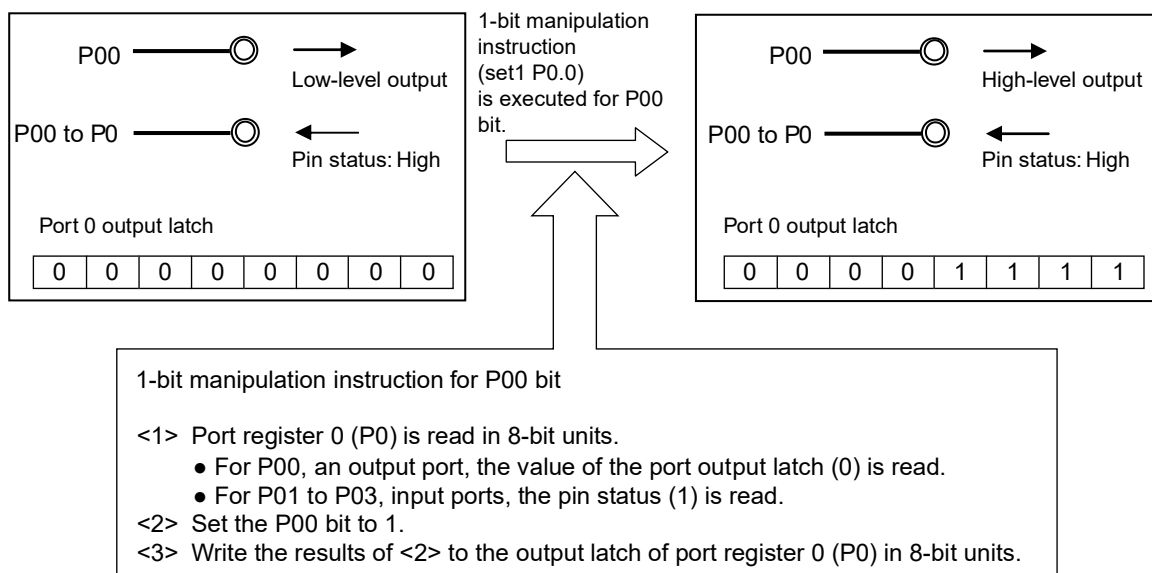 P00
Low-level output
P00 to P0
Pin status: High
Port 0 output latch
0 0 0 0 0 0 0 0
1-bit manipulation
instruction
(set1 P0.0)
is executed for P00
bit.
P00
High-level output
P00 to P0
Pin status: High
Port 0 output latch
0 0 0 0 1 1 1 1
1-bit manipulation instruction for P00 bit
<1> Port register 0 (P0) is read in 8-bit units.
● For P00, an output port, the value of the port output latch (0) is read.
● For P01 to P03, input ports, the pin status (1) is read.
<2> Set the P00 bit to 1.
<3> Write the results of <2> to the output latch of port register 0 (P0) in 8-bit units.